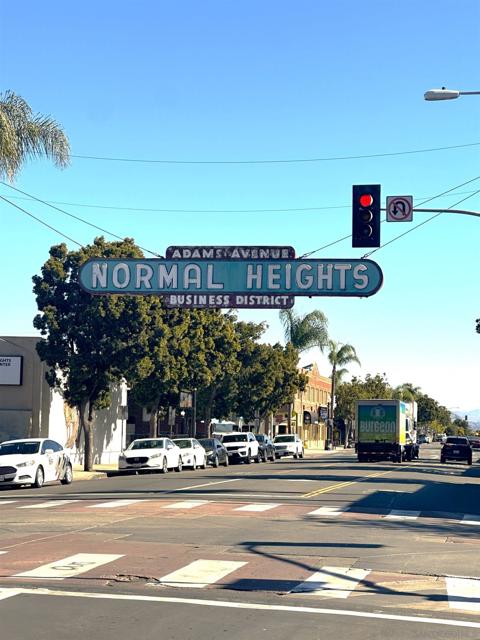 ADAMS AVENUE
NORMAL HEIGHTS
BUSINESS DISTRICT